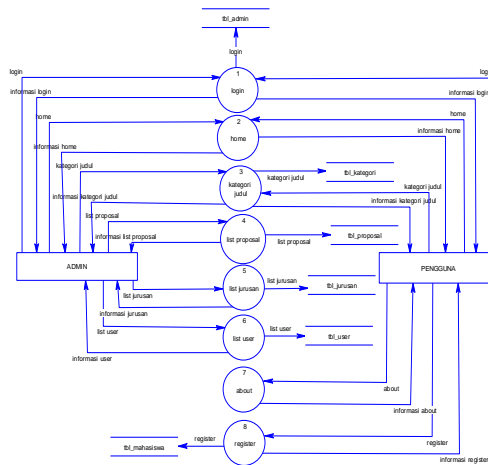 tbl_admin
login
login
1
login
login
informasi login
informasi login
home
home
2
home
informasi home
informasi home
kategori judul
3
kategori
judul
kategori judul
tbl_kategori
kategori judul
informasi kategori judul
informasi kategori judul
list proposal
4
list proposal
informasi list proposal
list proposal
tbl_proposal
ADMIN
PENGGUNA
5
list jurusan
list jurusan
list jurusan
tbl_jurusan
informasi jurusan
6
list user
list user
list user
tbl_user
informasi user
7
about
about
informasi about
8
register
register
register
tbl_mahasiswa
informasi register